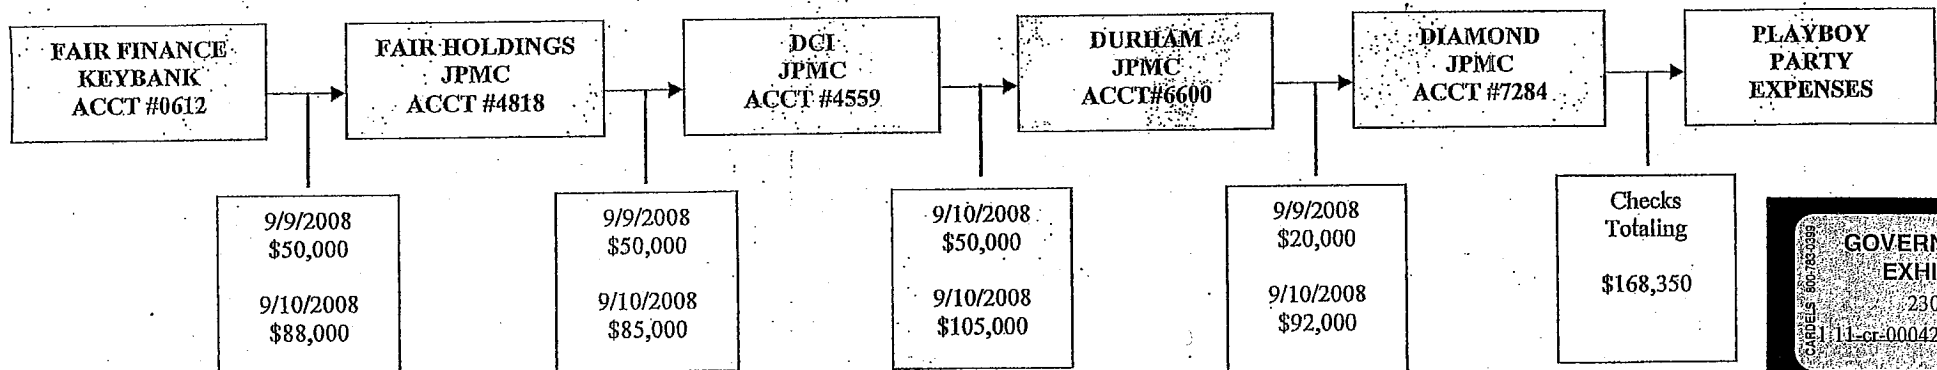 FAIR FINANCE
KEYBANK
ACCT #0612
FAIR HOLDINGS
JPMC
ACCT #4818
DCI
JPMC
ACCT #4559
DURHAM
JPMC
ACCT#6600
DIAMOND
JPMC
ACCT #7284
PLAYBOY
PARTY
EXPENSES
9/9/2008
$50,000
9/10/2008
$88,000
9/9/2008
$50,000
9/10/2008
$85,000
9/10/2008
$50,000
9/10/2008
$105,000
9/9/2008
$20,000
9/10/2008
$92,000
Checks
Totaling
$168,350
CARDELS 800-783-0399
GOVERN
EXHI
230
1 11-cr-00042